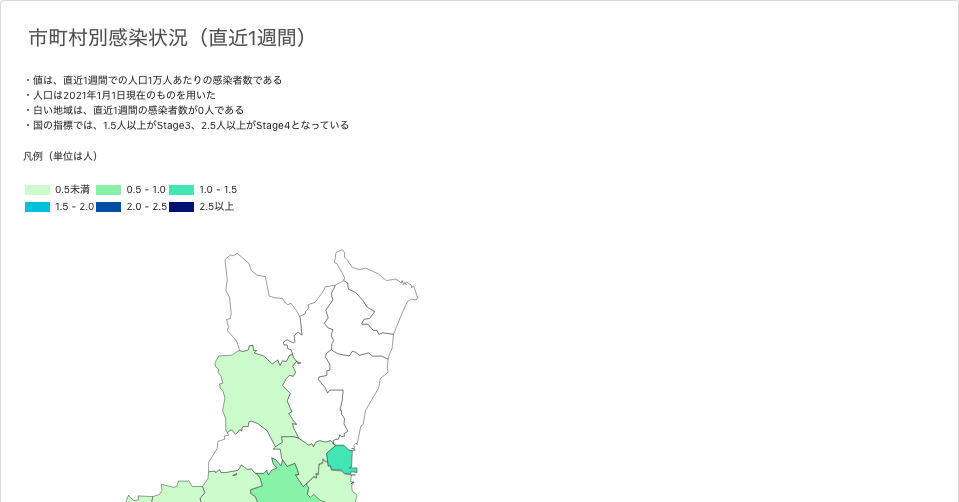 市町村別感染状況（直近1週間）
・値は、直近1週間での人口1万人あたりの感染者数である
・人口は2021年1月1日現在のものを用いた
・白い地域は、直近1週間の感染者数が0人である
・国の指標では、1.5人以上がStage3、2.5人以上がStage4となっている
凡例（単位は人）
0.5未満 0.5 - 1.0 1.0 - 1.5
1.5 - 2.0 2.0 - 2.5 2.5以上